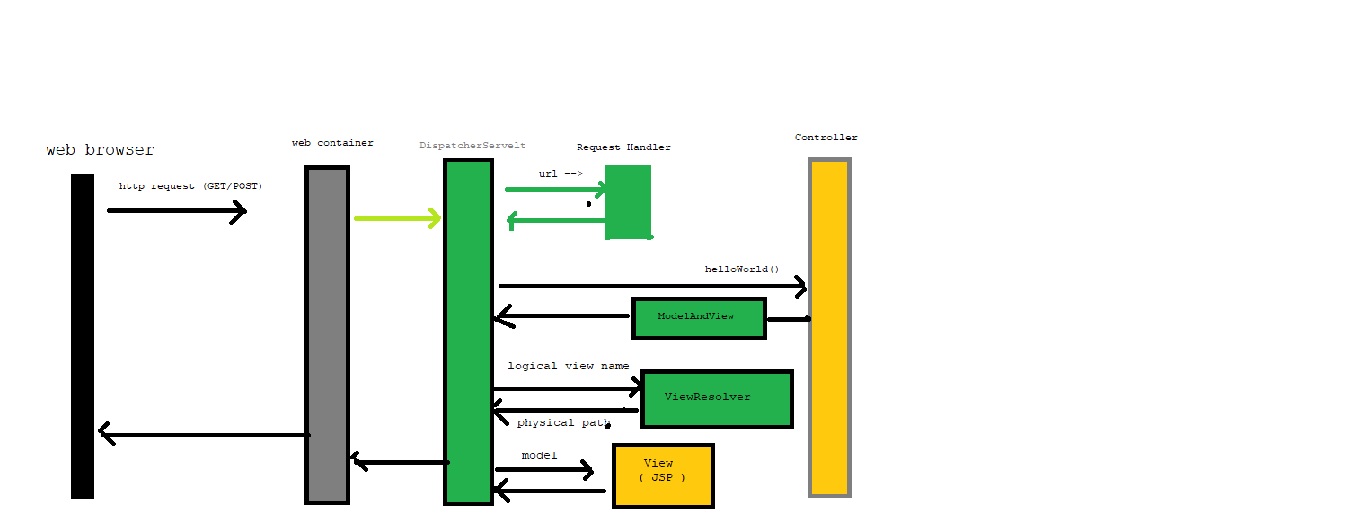 Controller
web container
DispatcherServelt
Request Handler
web browser
url -->
http request (GET/POST)
helloWorld()
ModelAndView
logical view name
ViewResolver
physical path
model
View
( JSP )